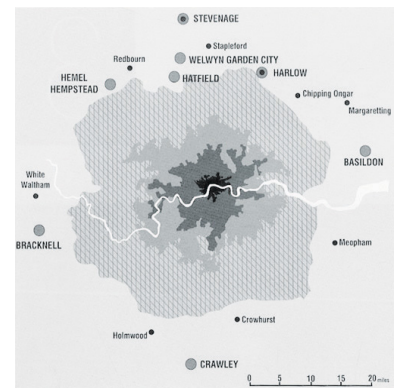 STEVENAGE
Stapleford
Redbourn
WELWYN GARDEN CITY
HEMEL
HEMPSTEAD
HATFIELD
HARLOW
Chipping Ongar
Margaretting
BASILDON
White
Waltham
BRACKNELL
Meopham
Crowhurst
Holmwood
CRAWLEY
0 5 10 15 20 miles